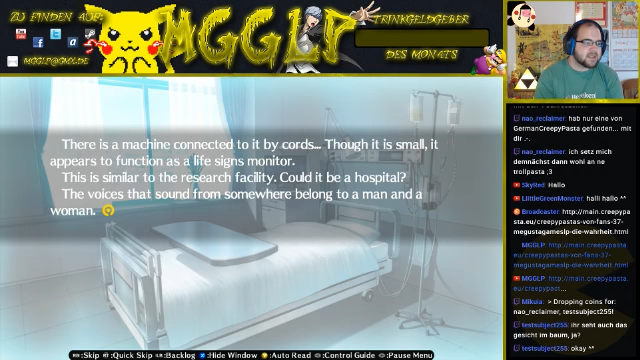 ZU FINDEN AUF:
MGGLP@GMX.DE
MGGLP
TRINKGELDGEBER
DES MONATS
There is a machine connected to it by cords... Though it is small, it
appears to function as a life signs monitor.
This is similar to the research facility. Could it be a hospital?
The voices that sound from somewhere belong to a man and a
woman.
:Skip :Quick Skip :Backlog :Hide Window :Auto Read :Control Guide :Pause Menu
nao_reclaimer: hab nur eine von
GermanCreepyPasta gefunden... mit
dir .-.
nao_reclaimer: ich setz mich
demnächst dann wohl an ne
trollpasta ;3
SkyRed: Hallo
LlittleGreenMonster: halli hallo ^^
Broadcaster: http://main.creepypa
sta.eu/creepypastas-von-fans-37-
megustagameslp-die-wahrheit.html
MGGLP: http://main.creepypasta.
eu/creepypastas-von-fans-37-
megustagameslp-die-wahrheit.html
MGGLP: http://main.creepypasta.
eu/creepypast...
Mikuia: > Dropping coins for:
nao_reclaimer, testsubject255!
testsubject255: ihr seht auch das
gesicht im baum, ja?
testsubject255: okay ^^